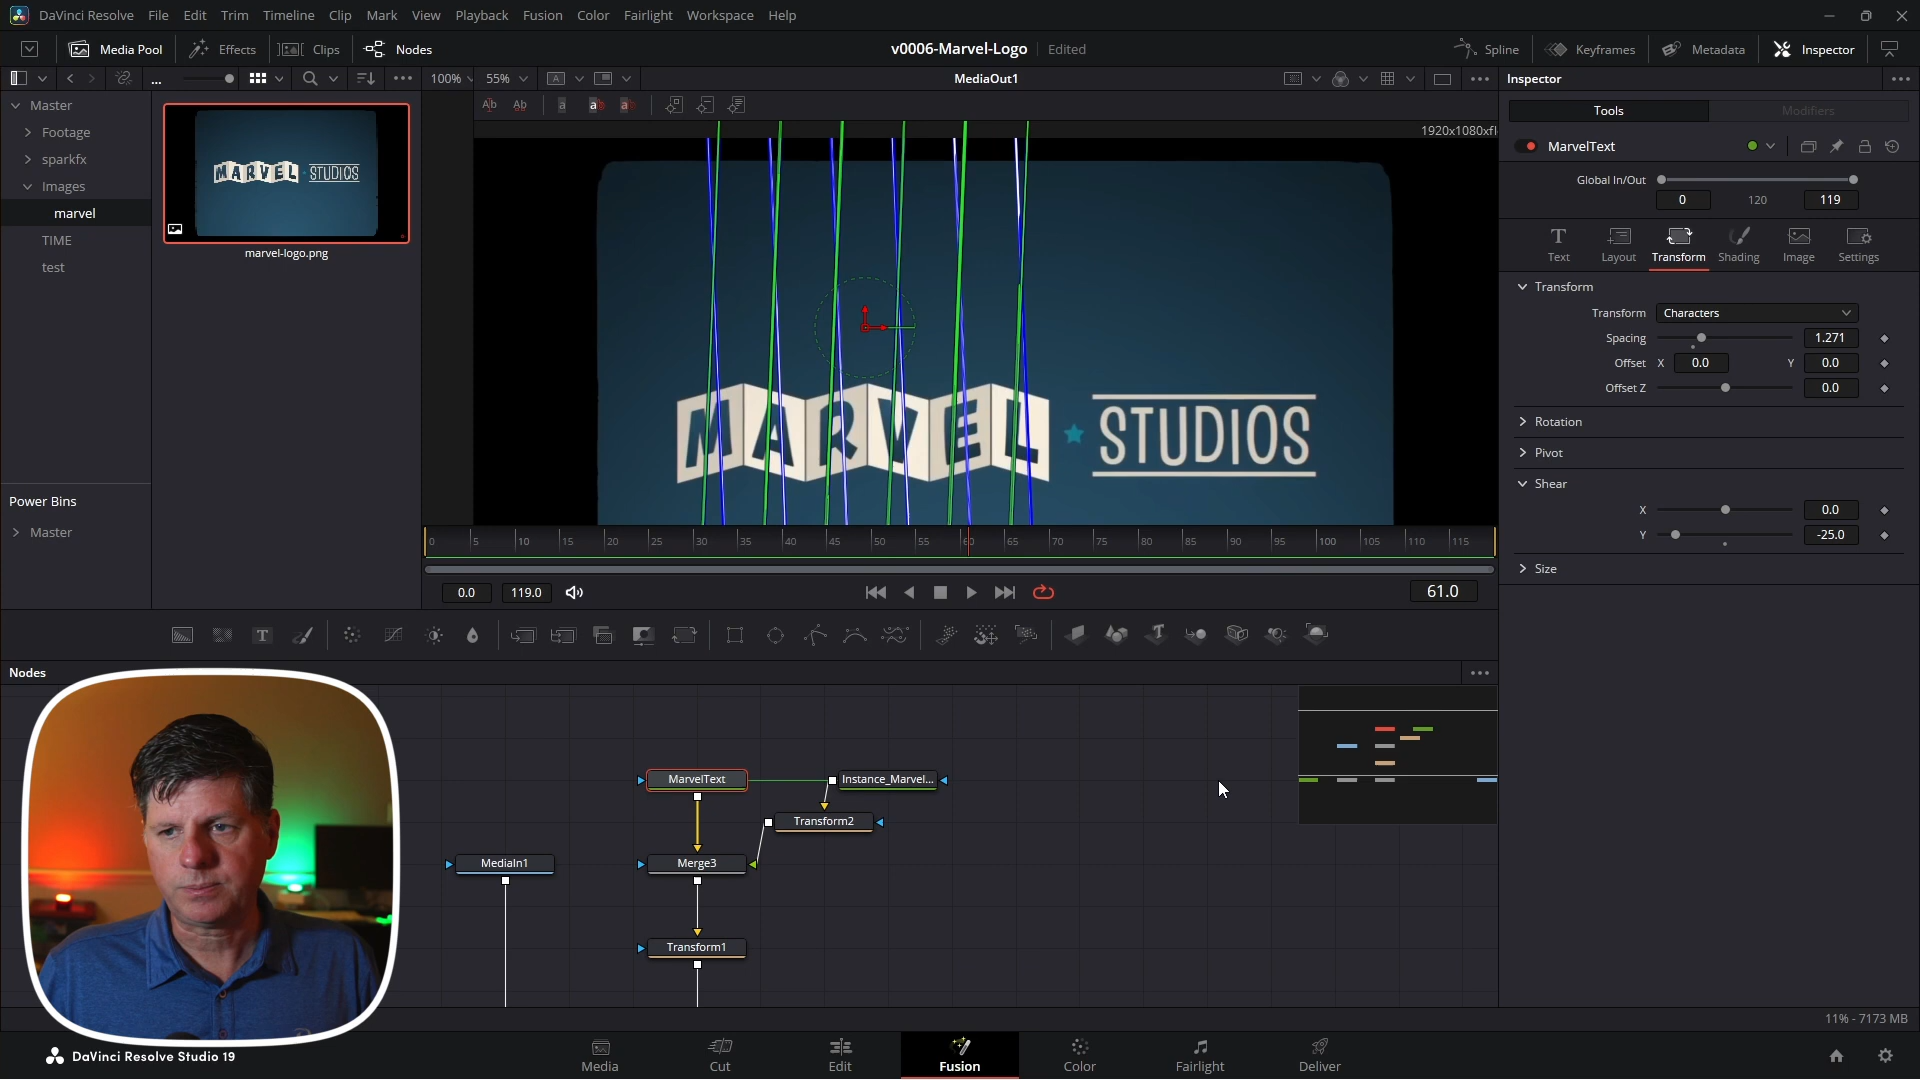 DaVinci Resolve File Edit Trim Timeline Clip Mark View Playback Fusion Color Fairlight Workspace Help
Media Pool Effects Clips Nodes v0006-Marvel-Logo Edited Spline Keyframes Metadata Inspector
... 100% 55% A MediaOut1 Inspector
Master
Footage
sparkfx
Images
marvel
TIME
test
Power Bins
Master
MARVEL STUDIOS
marvel-logo.png
1920x1080xfl
MARVEL STUDIOS
0 5 10 15 20 25 30 35 40 45 50 55 60 65 70 75 80 85 90 95 100 105 110 115
0.0 119.0 61.0
Tools Modifiers
MarvelText
Global In/Out
0 120 119
Text Layout Transform Shading Image Settings
Transform
Transform Characters
Spacing 1.271
Offset X 0.0 Y 0.0
Offset Z 0.0
Rotation
Pivot
Shear
X 0.0
Y -25.0
Size
Nodes
MarvelText Instance_Marvel...
Transform2
MediaIn1 Merge3
Transform1
11% - 7173 MB
DaVinci Resolve Studio 19
Media Cut Edit Fusion Color Fairlight Deliver